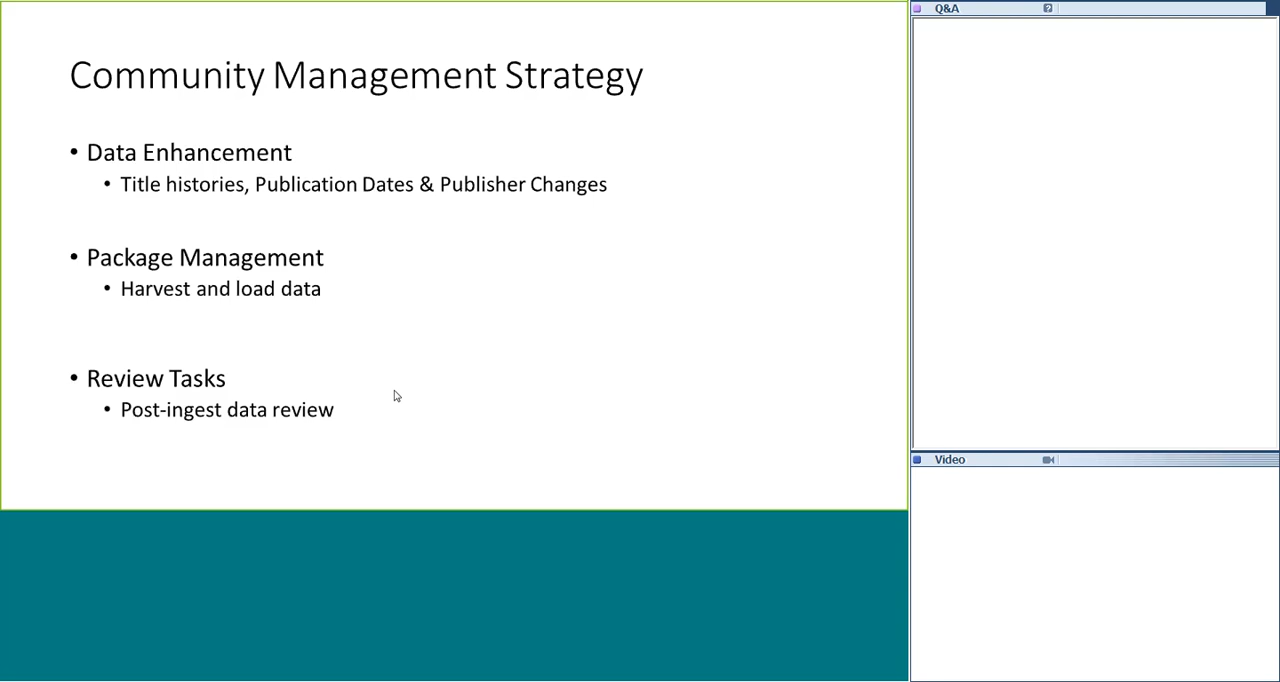 Community Management Strategy
• Data Enhancement
• Title histories, Publication Dates & Publisher Changes
• Package Management
• Harvest and load data
• Review Tasks
• Post-ingest data review
Q&A
?
Video